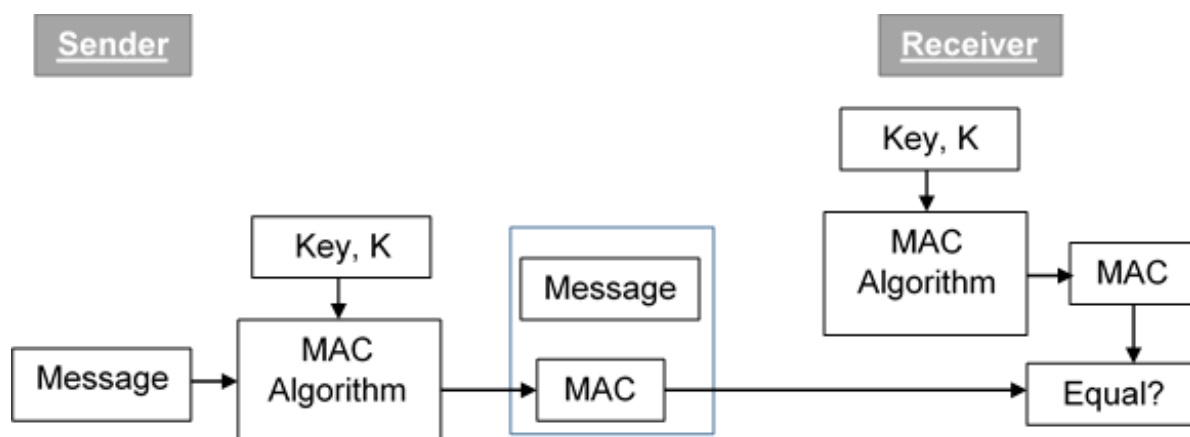 Sender
Receiver
Key, K
Key, K
MAC
Algorithm
MAC
Message
Message
MAC
Algorithm
MAC
Equal?